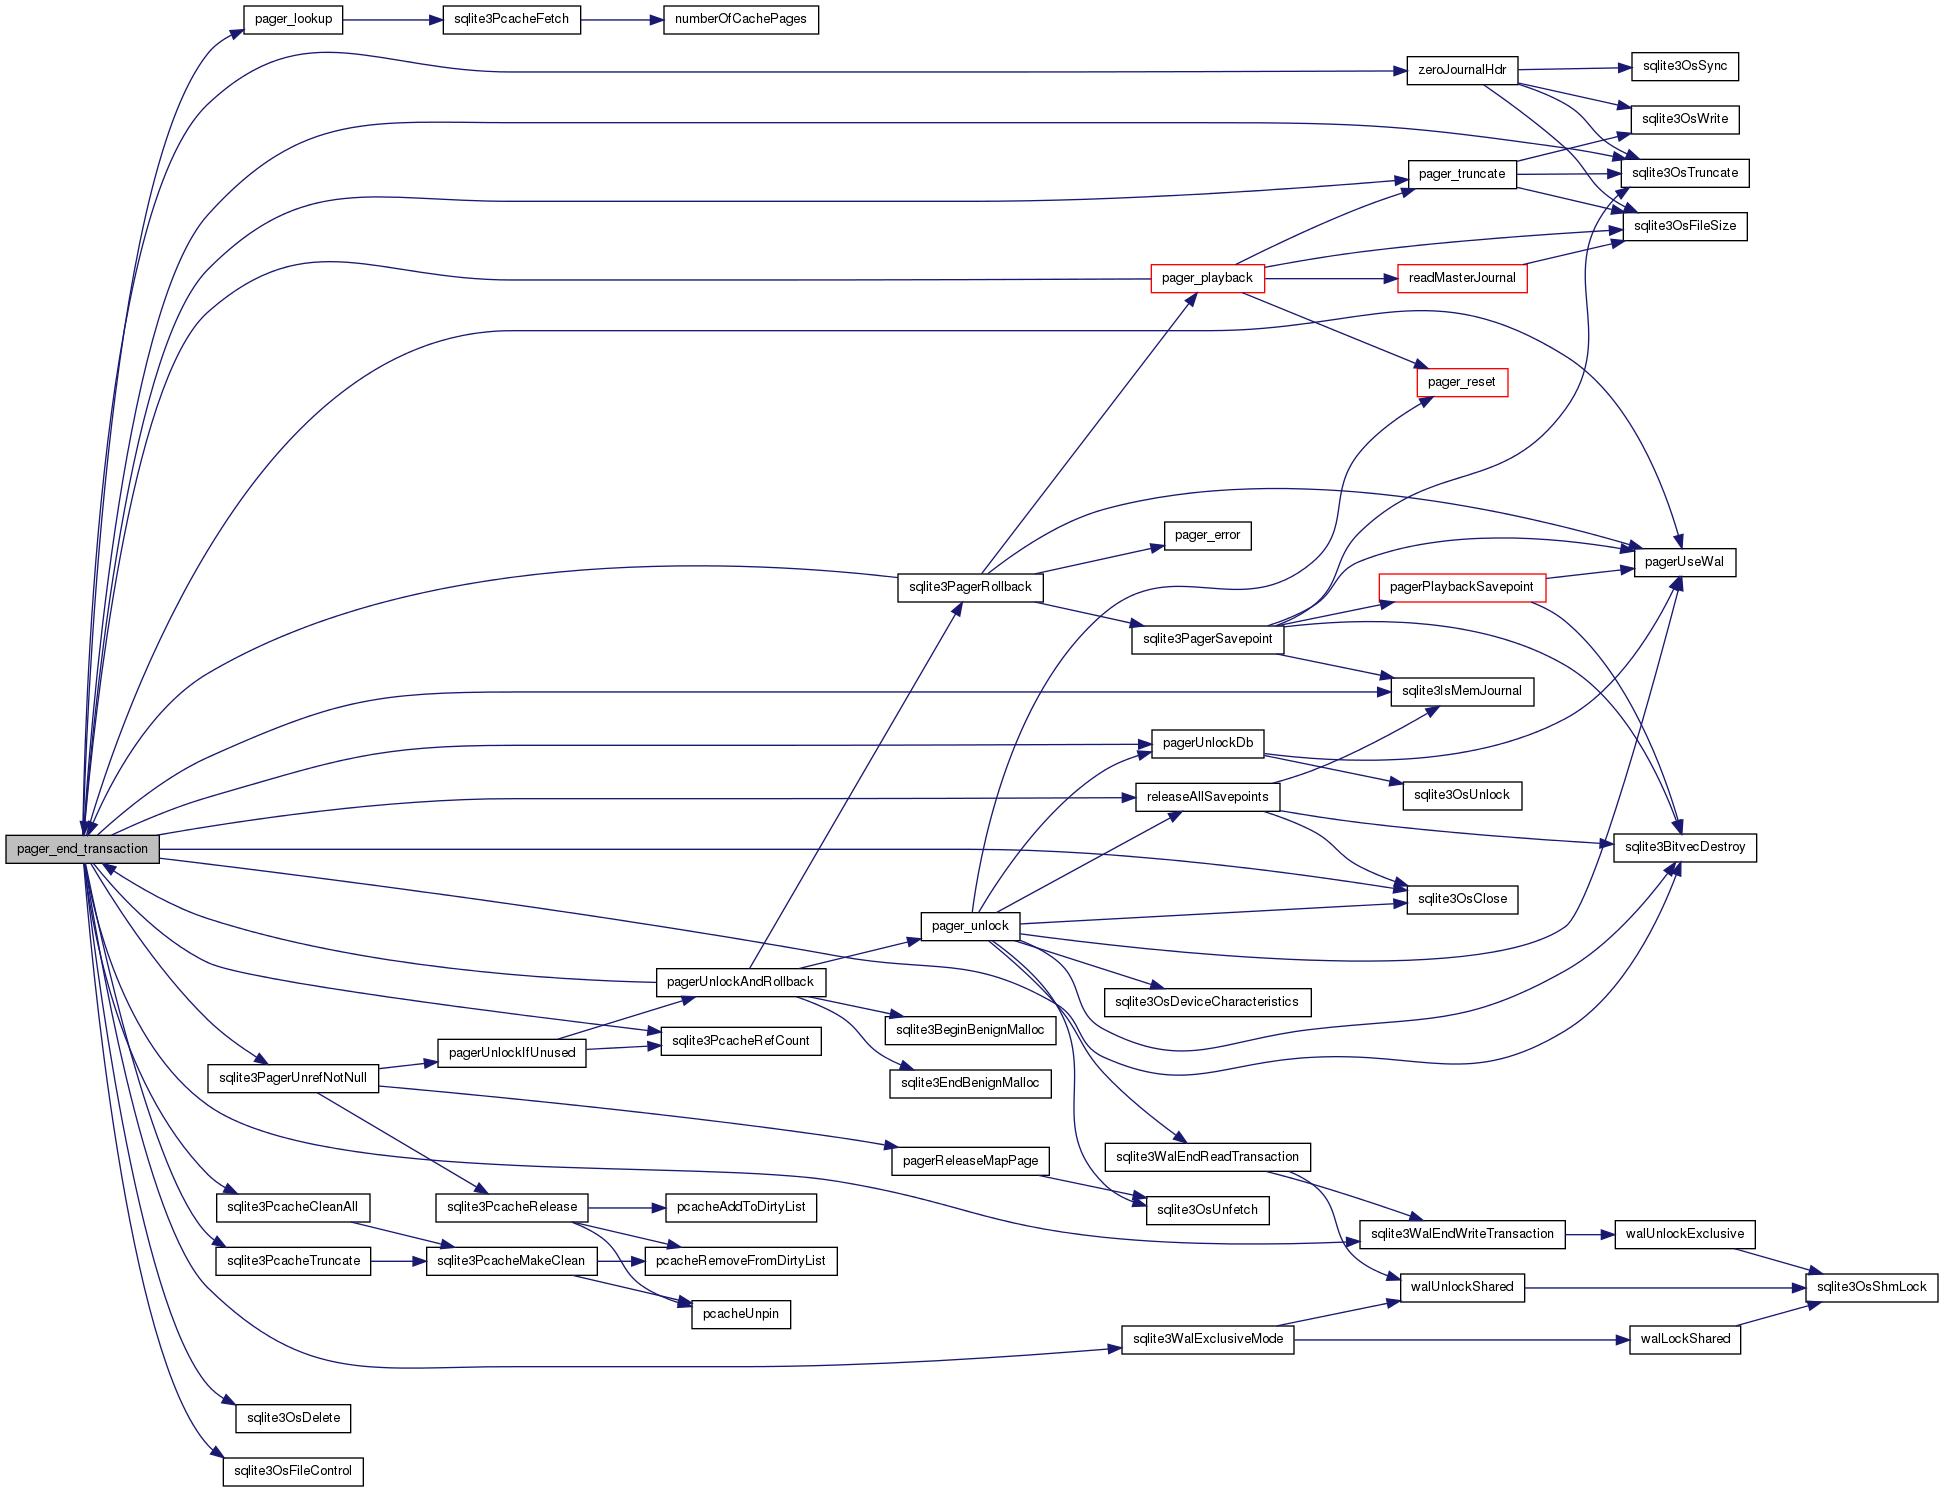 pager_lookup
sqlite3PcacheFetch
numberOfCachePages
zeroJournalHdr
sqlite3OsSync
sqlite3OsWrite
pager_truncate
sqlite3OsTruncate
sqlite3OsFileSize
pager_playback
readMasterJournal
pager_reset
pager_error
pagerUseWal
sqlite3PagerRollback
pagerPlaybackSavepoint
sqlite3PagerSavepoint
sqlite3IsMemJournal
pagerUnlockDb
sqlite3OsUnlock
releaseAllSavepoints
pager_end_transaction
sqlite3BitvecDestroy
sqlite3OsClose
pager_unlock
pagerUnlockAndRollback
sqlite3OsDeviceCharacteristics
sqlite3BeginBenignMalloc
sqlite3PcacheRefCount
pagerUnlockIfUnused
sqlite3PagerUnrefNotNull
sqlite3EndBenignMalloc
pagerReleaseMapPage
sqlite3WalEndReadTransaction
sqlite3PcacheCleanAll
sqlite3PcacheRelease
pcacheAddToDirtyList
sqlite3OsUnfetch
sqlite3WalEndWriteTransaction
walUnlockExclusive
sqlite3PcacheTruncate
sqlite3PcacheMakeClean
pcacheRemoveFromDirtyList
walUnlockShared
sqlite3OsShmLock
pcacheUnpin
sqlite3WalExclusiveMode
walLockShared
sqlite3OsDelete
sqlite3OsFileControl